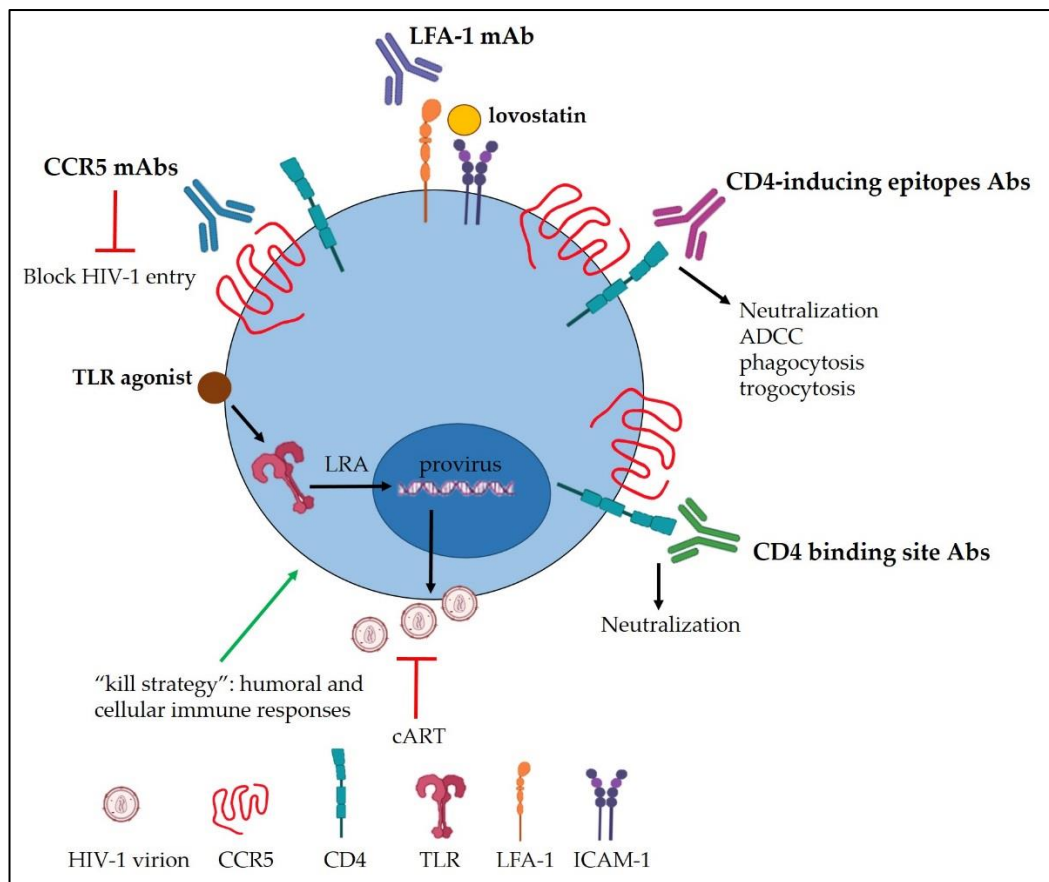 LFA-1 mAb
lovostatin
CCR5 mAbs
Block HIV-1 entry
CD4-inducing epitopes Abs
Neutralization
ADCC
phagocytosis
trogocytosis
TLR agonist
LRA
provirus
CD4 binding site Abs
Neutralization
“kill strategy”: humoral and
cellular immune responses
cART
HIV-1 virion
CCR5
CD4
TLR
LFA-1
ICAM-1